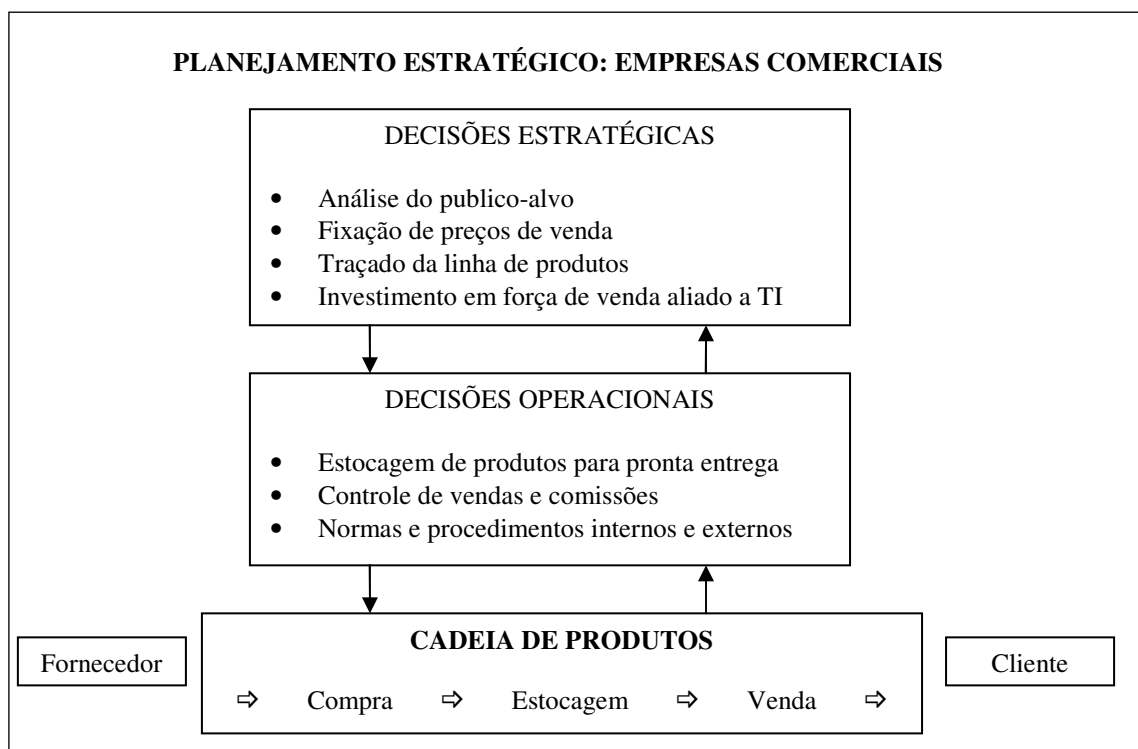 PLANEJAMENTO ESTRATÉGICO: EMPRESAS COMERCIAIS
DECISÕES ESTRATÉGICAS
• Análise do publico-alvo
• Fixação de preços de venda
• Traçado da linha de produtos
• Investimento em força de venda aliado a TI
DECISÕES OPERACIONAIS
• Estocagem de produtos para pronta entrega
• Controle de vendas e comissões
• Normas e procedimentos internos e externos
CADEIA DE PRODUTOS
Fornecedor
⇨ Compra ⇨ Estocagem ⇨ Venda ⇨
Cliente